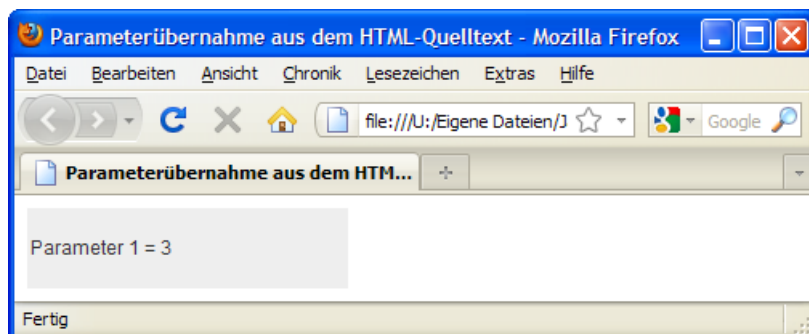 Parameterübernahme aus dem HTML-Quelltext - Mozilla Firefox
Datei Bearbeiten Ansicht Chronik Lesezeichen Extras Hilfe
file:///U:/Eigene Dateien/J Google
Parameterübernahme aus dem HTM...
Parameter 1 = 3
Fertig